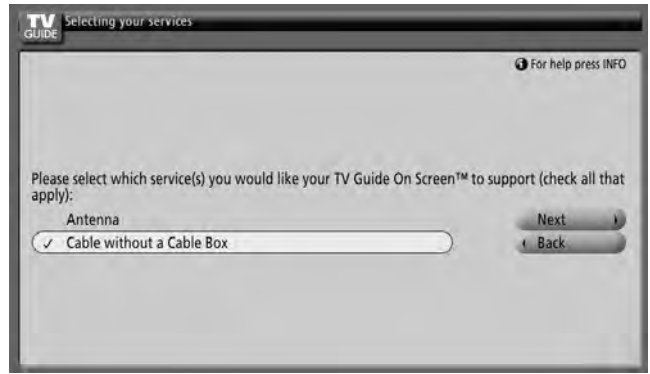 TV
GUIDE
Selecting your services
For help press INFO
Please select which service(s) you would like your TV Guide On Screen™ to support (check all that
apply):
Antenna
Next
✓ Cable without a Cable Box
Back